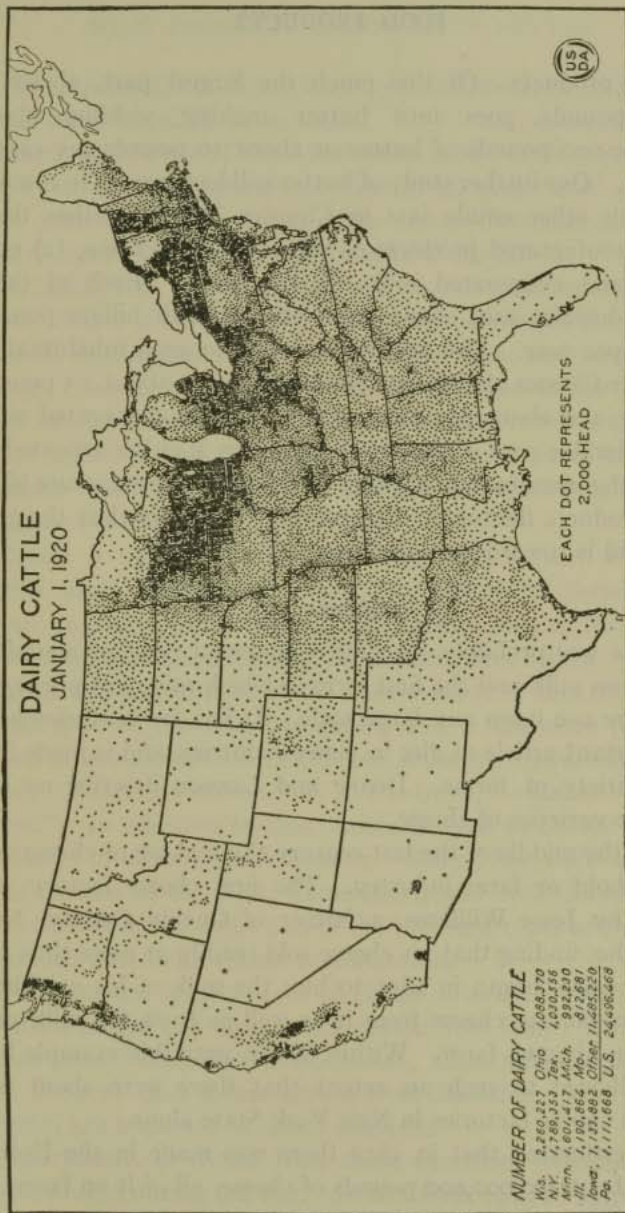 DAIRY CATTLE
JANUARY 1, 1920
EACH DOT REPRESENTS
2,000 HEAD
US
DA
NUMBER OF DAIRY CATTLE
Wis. 2,260,227 Ohio 1,088,370
N.Y. 1,789,353 Tex. 1,030,356
Minn. 1,601,417 Mich. 992,230
Ill. 1,190,864 Mo. 812,681
Iowa, 1,133,882 Other 11,485,220
Pa. 1,111,668 U.S. 24,496,468